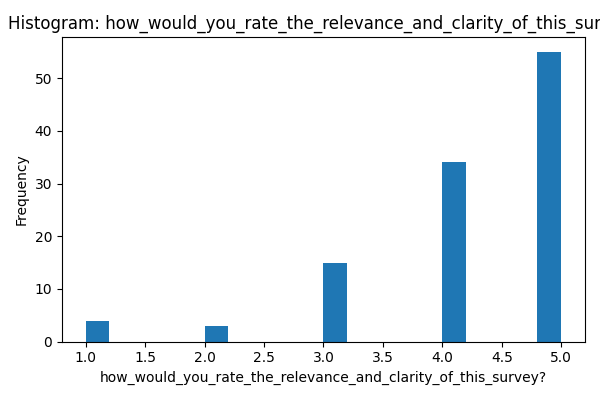 Histogram: how_would_you_rate_the_relevance_and_clarity_of_this_sur
50
40
30
20
10
0
Frequency
1.0 1.5 2.0 2.5 3.0 3.5 4.0 4.5 5.0
how_would_you_rate_the_relevance_and_clarity_of_this_survey?